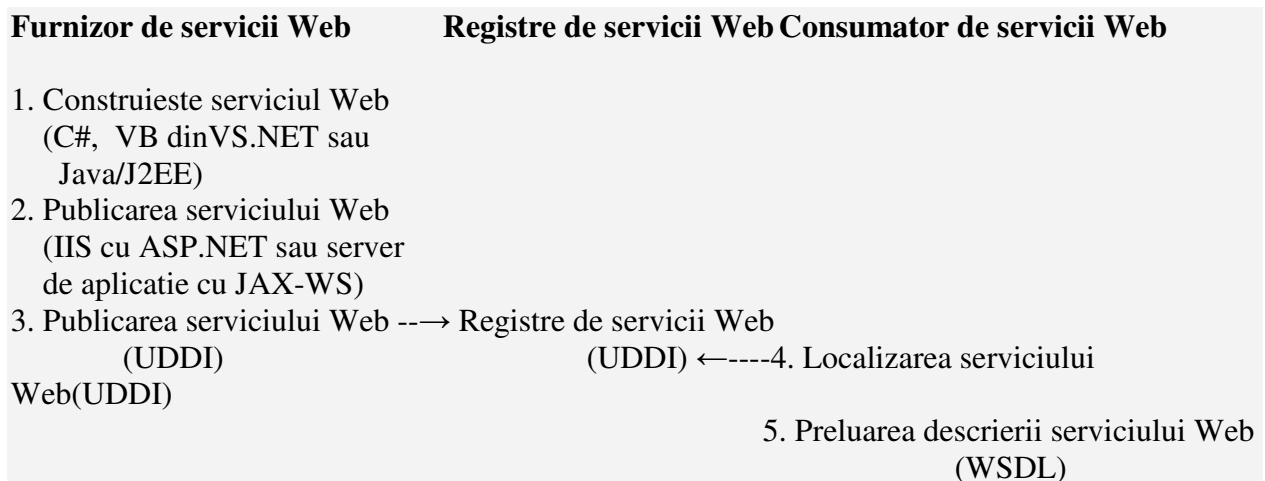 Furnizor de servicii Web Registre de servicii Web Consumator de servicii Web
1. Construieste serviciul Web
(C#, VB dinVS.NET sau
Java/J2EE)
2. Publicarea serviciului Web
(IIS cu ASP.NET sau server
de aplicatie cu JAX-WS)
3. Publicarea serviciului Web --→ Registre de servicii Web
(UDDI) (UDDI) ←----4. Localizarea serviciului
Web(UDDI)
5. Preluarea descrierii serviciului Web
(WSDL)